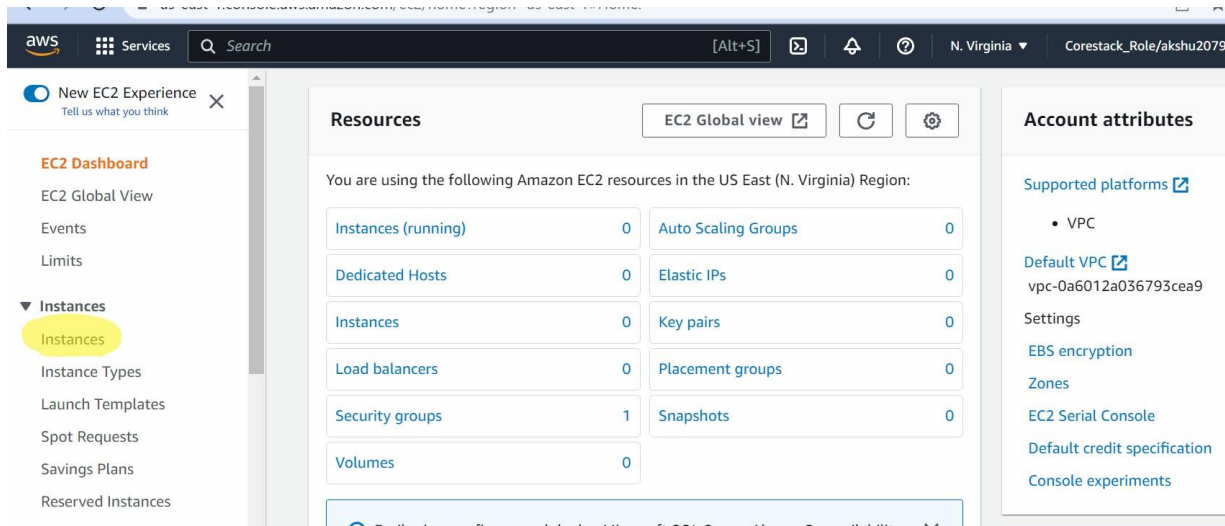 aws
Services
Search
[Alt+S]
N. Virginia
Corestack_Role/akshu2079
New EC2 Experience
Tell us what you think
EC2 Dashboard
EC2 Global View
Events
Limits
Instances
Instances
Instance Types
Launch Templates
Spot Requests
Savings Plans
Reserved Instances
Resources
EC2 Global view
You are using the following Amazon EC2 resources in the US East (N. Virginia) Region:
Instances (running) 0
Auto Scaling Groups 0
Dedicated Hosts 0
Elastic IPs 0
Instances 0
Key pairs 0
Load balancers 0
Placement groups 0
Security groups 1
Snapshots 0
Volumes 0
Account attributes
Supported platforms
• VPC
Default VPC
vpc-0a6012a036793cea9
Settings
EBS encryption
Zones
EC2 Serial Console
Default credit specification
Console experiments